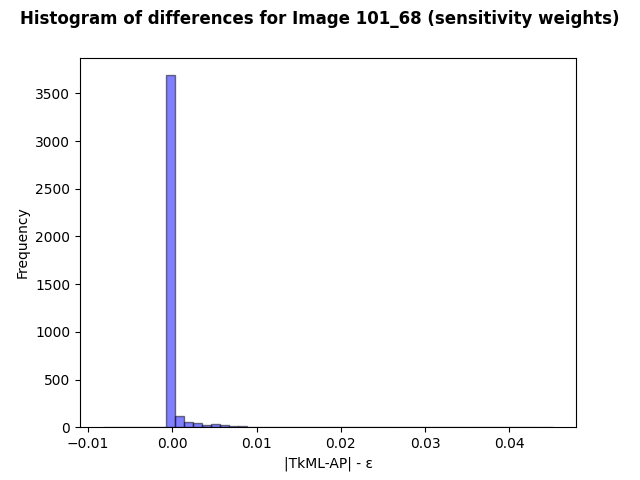 Histogram of differences for Image 101_68 (sensitivity weights)
3500
3000
2500
2000
1500
1000
500
0
Frequency
−0.01 0.00 0.01 0.02 0.03 0.04
|TkML-AP| - ε